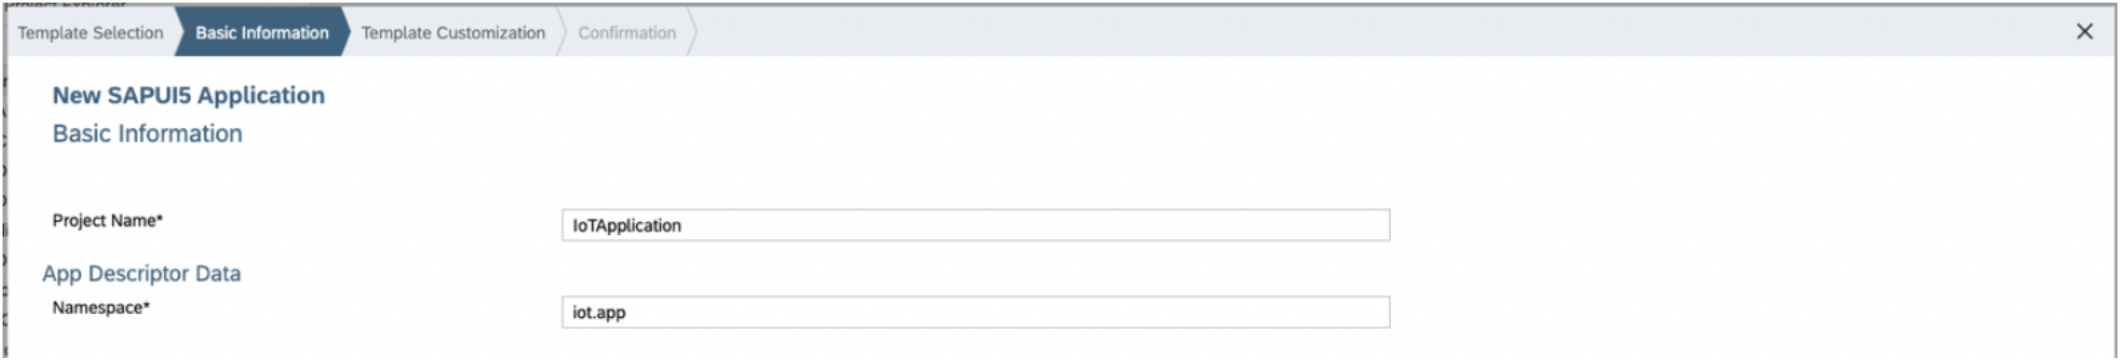 Template Selection Basic Information Template Customization Confirmation
New SAPUI5 Application
Basic Information
Project Name* IoTApplication
App Descriptor Data
Namespace* iot.app